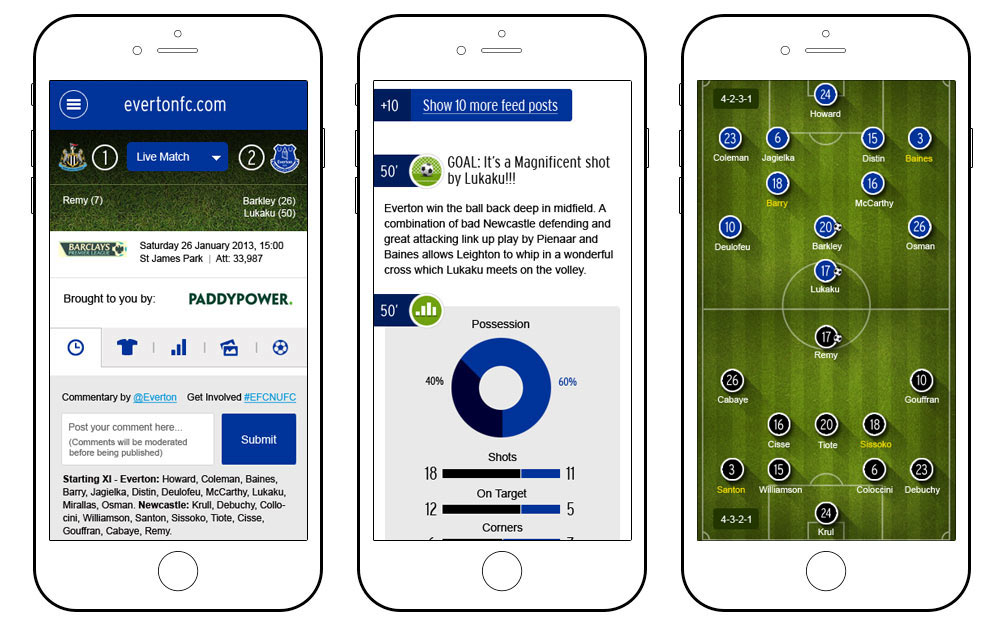 evertonfc.com
1
Live Match
2
Everton
Remy (7)
Barkley (26)
Lukaku (50)
BARCLAYS
PREMIER LEAGUE
Saturday 26 January 2013, 15:00
St James Park | Att: 33,987
Brought to you by:
PADDYPOWER.
Commentary by @Everton
Get Involved #EFCNUFC
Post your comment here...
(Comments will be moderated
before being published)
Submit
Starting XI - Everton: Howard, Coleman, Baines,
Barry, Jagielka, Distin, Deulofeu, McCarthy, Lukaku,
Mirallas, Osman. Newcastle: Krull, Debuchy, Collo-
cini, Williamson, Santon, Sissoko, Tiote, Cisse,
Gouffran, Cabaye, Remy.
+10
Show 10 more feed posts
50'
GOAL: It's a Magnificent shot
by Lukaku!!!
Everton win the ball back deep in midfield. A
combination of bad Newcastle defending and
great attacking link up play by Pienaar and
Baines allows Leighton to whip in a wonderful
cross which Lukaku meets on the volley.
50'
Possession
40%
60%
Shots
18
11
On Target
12
5
Corners
4-2-3-1
24
Howard
23
6
15
3
Coleman
Jagielka
Distin
Baines
18
16
Barry
McCarthy
10
20
26
Deulofeu
Barkley
Osman
17
Lukaku
17
Remy
26
10
Cabaye
Gouffran
16
20
18
Cisse
Tiote
Sissoko
3
15
6
23
Santon
Williamson
Coloccini
Debuchy
4-3-2-1
24
Krul